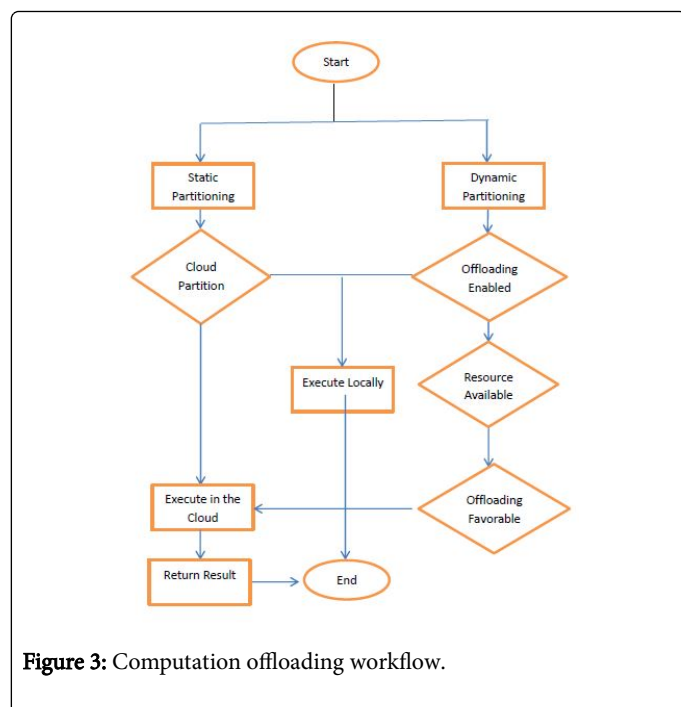 Start
Static
Partitioning
Dynamic
Partitioning
Cloud
Partition
Offloading
Enabled
Execute Locally
Resource
Available
Execute in the
Cloud
Offloading
Favorable
Return Result
End
Figure 3: Computation offloading workflow.